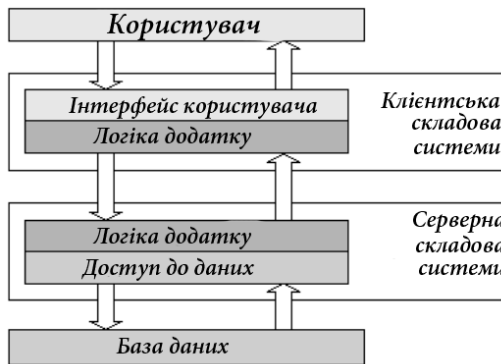 Користувач
Інтерфейс користувача
Логіка додатку
Клієнтська
складова
системи
Логіка додатку
Доступ до даних
Серверна
складова
системи
База даних